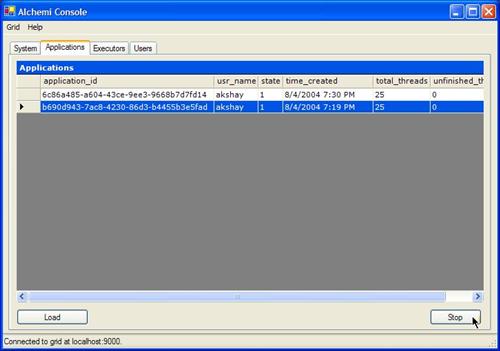 Alchemi Console
Grid Help
System Applications Executors Users
Applications
application_id usr_name state time_created total_threads unfinished_th
6c86a485-a604-43ce-9ee3-9668b7d7fd14 akshay 1 8/4/2004 7:30 PM 25 0
b690d943-7ac8-4230-86d3-b4455b3e5fad akshay 1 8/4/2004 7:19 PM 25 0
Load Stop
Connected to grid at localhost:9000.